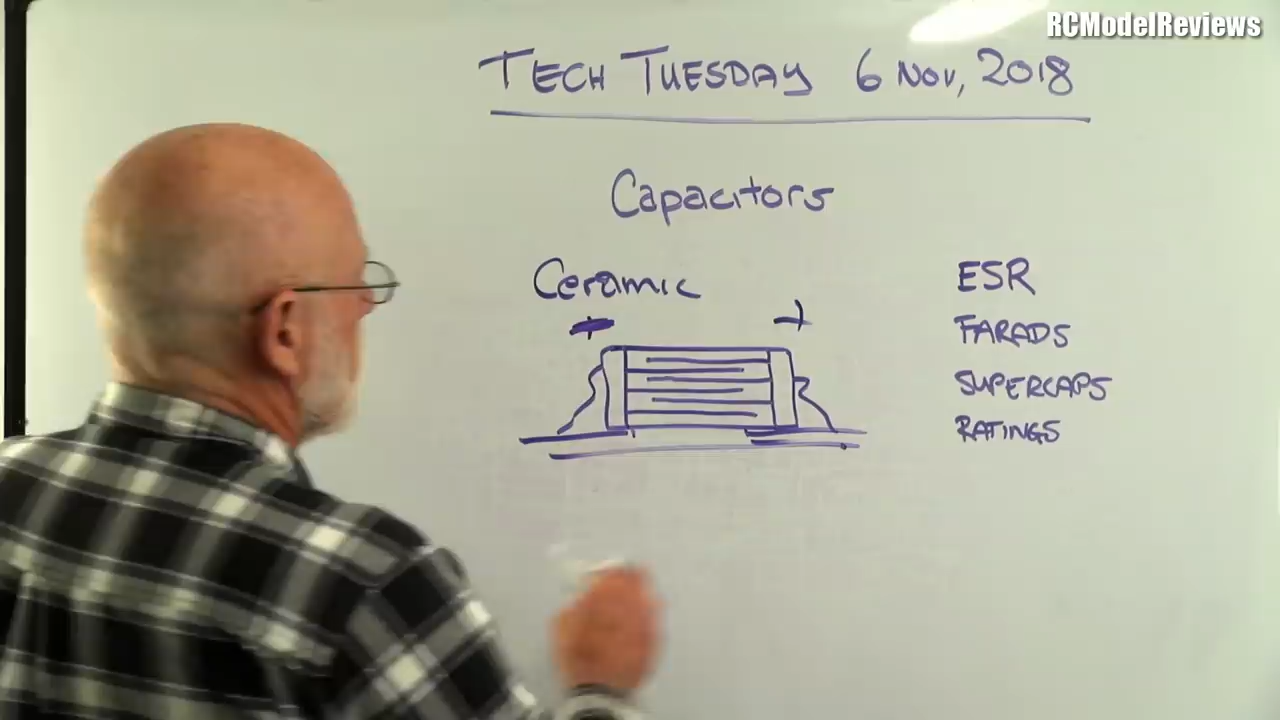 RCModelReviews
TECH TUESDAY 6 NOV, 2018
Capacitors
Ceramic
ESR
FARADS
SUPERCAPS
RATINGS